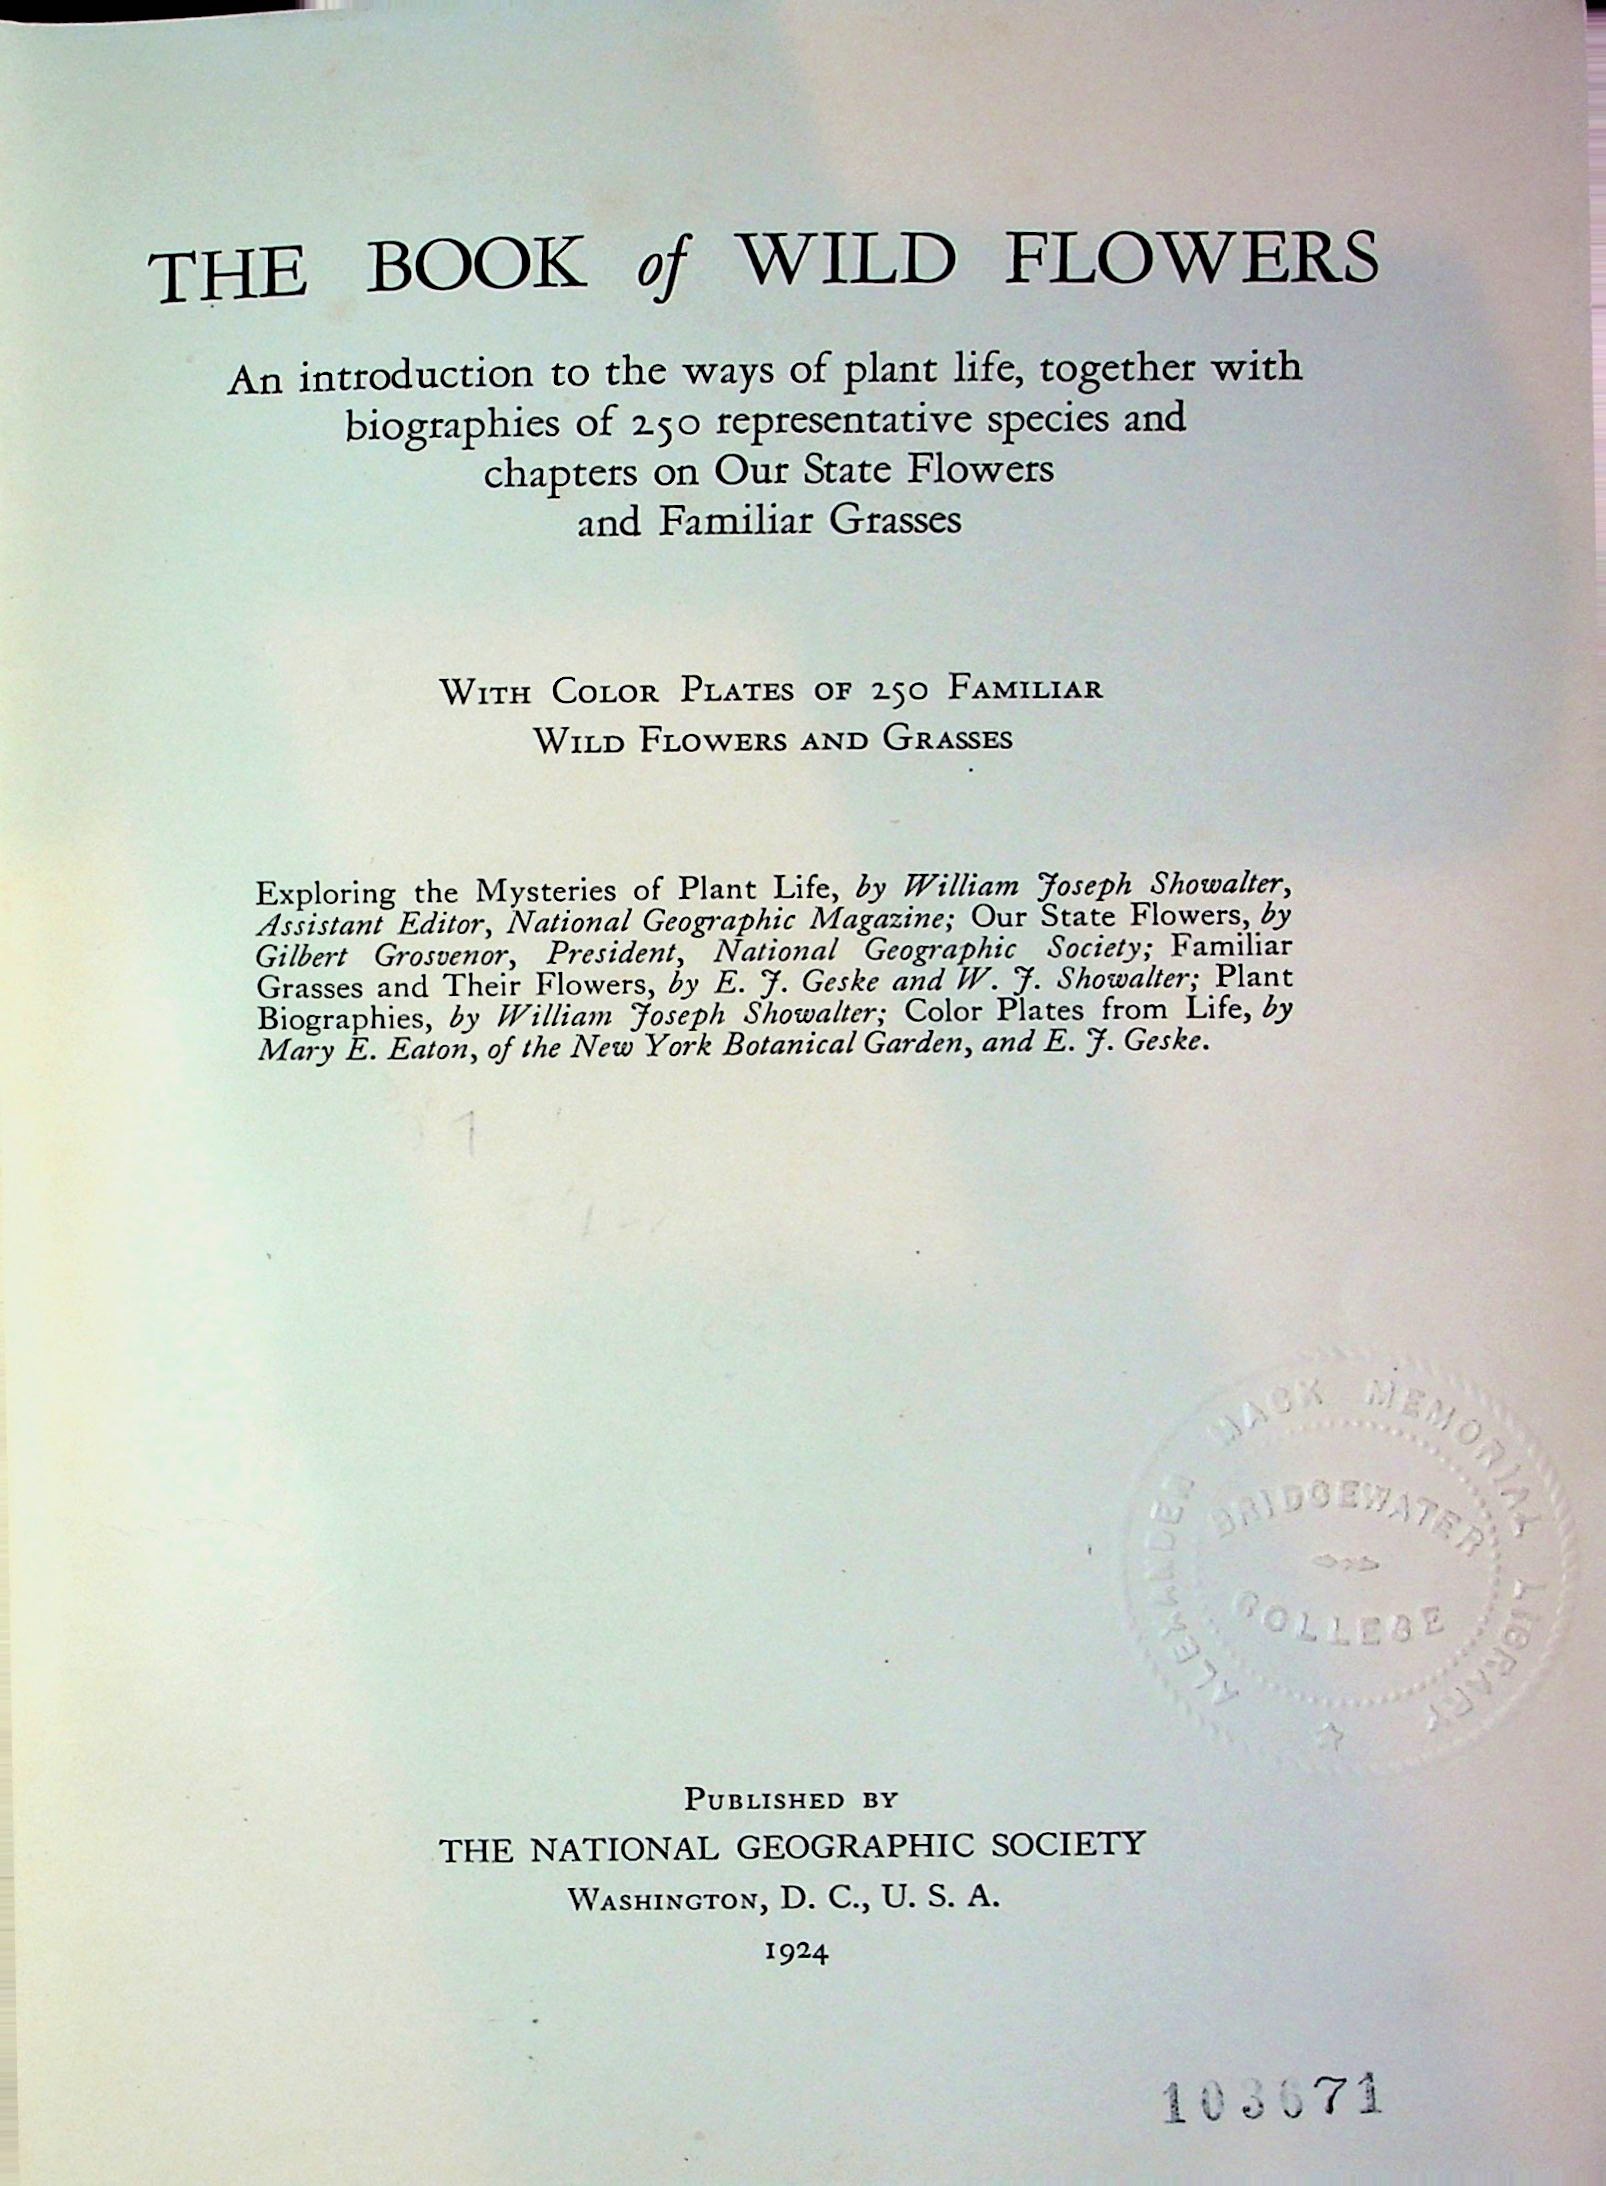 THE BOOK of WILD FLOWERS
An introduction to the ways of plant life, together with
biographies of 250 representative species and
chapters on Our State Flowers
and Familiar Grasses
WITH COLOR PLATES OF 250 FAMILIAR
WILD FLOWERS AND GRASSES
Exploring the Mysteries of Plant Life, by William Joseph Showalter,
Assistant Editor, National Geographic Magazine; Our State Flowers, by
Gilbert Grosvenor, President, National Geographic Society; Familiar
Grasses and Their Flowers, by E. J. Geske and W. J. Showalter; Plant
Biographies, by William Joseph Showalter; Color Plates from Life, by
Mary E. Eaton, of the New York Botanical Garden, and E. J. Geske.
ALEXANDER MACK MEMORIAL LIBRARY
BRIDGEWATER
COLLEGE
PUBLISHED BY
THE NATIONAL GEOGRAPHIC SOCIETY
WASHINGTON, D. C., U. S. A.
1924
103671